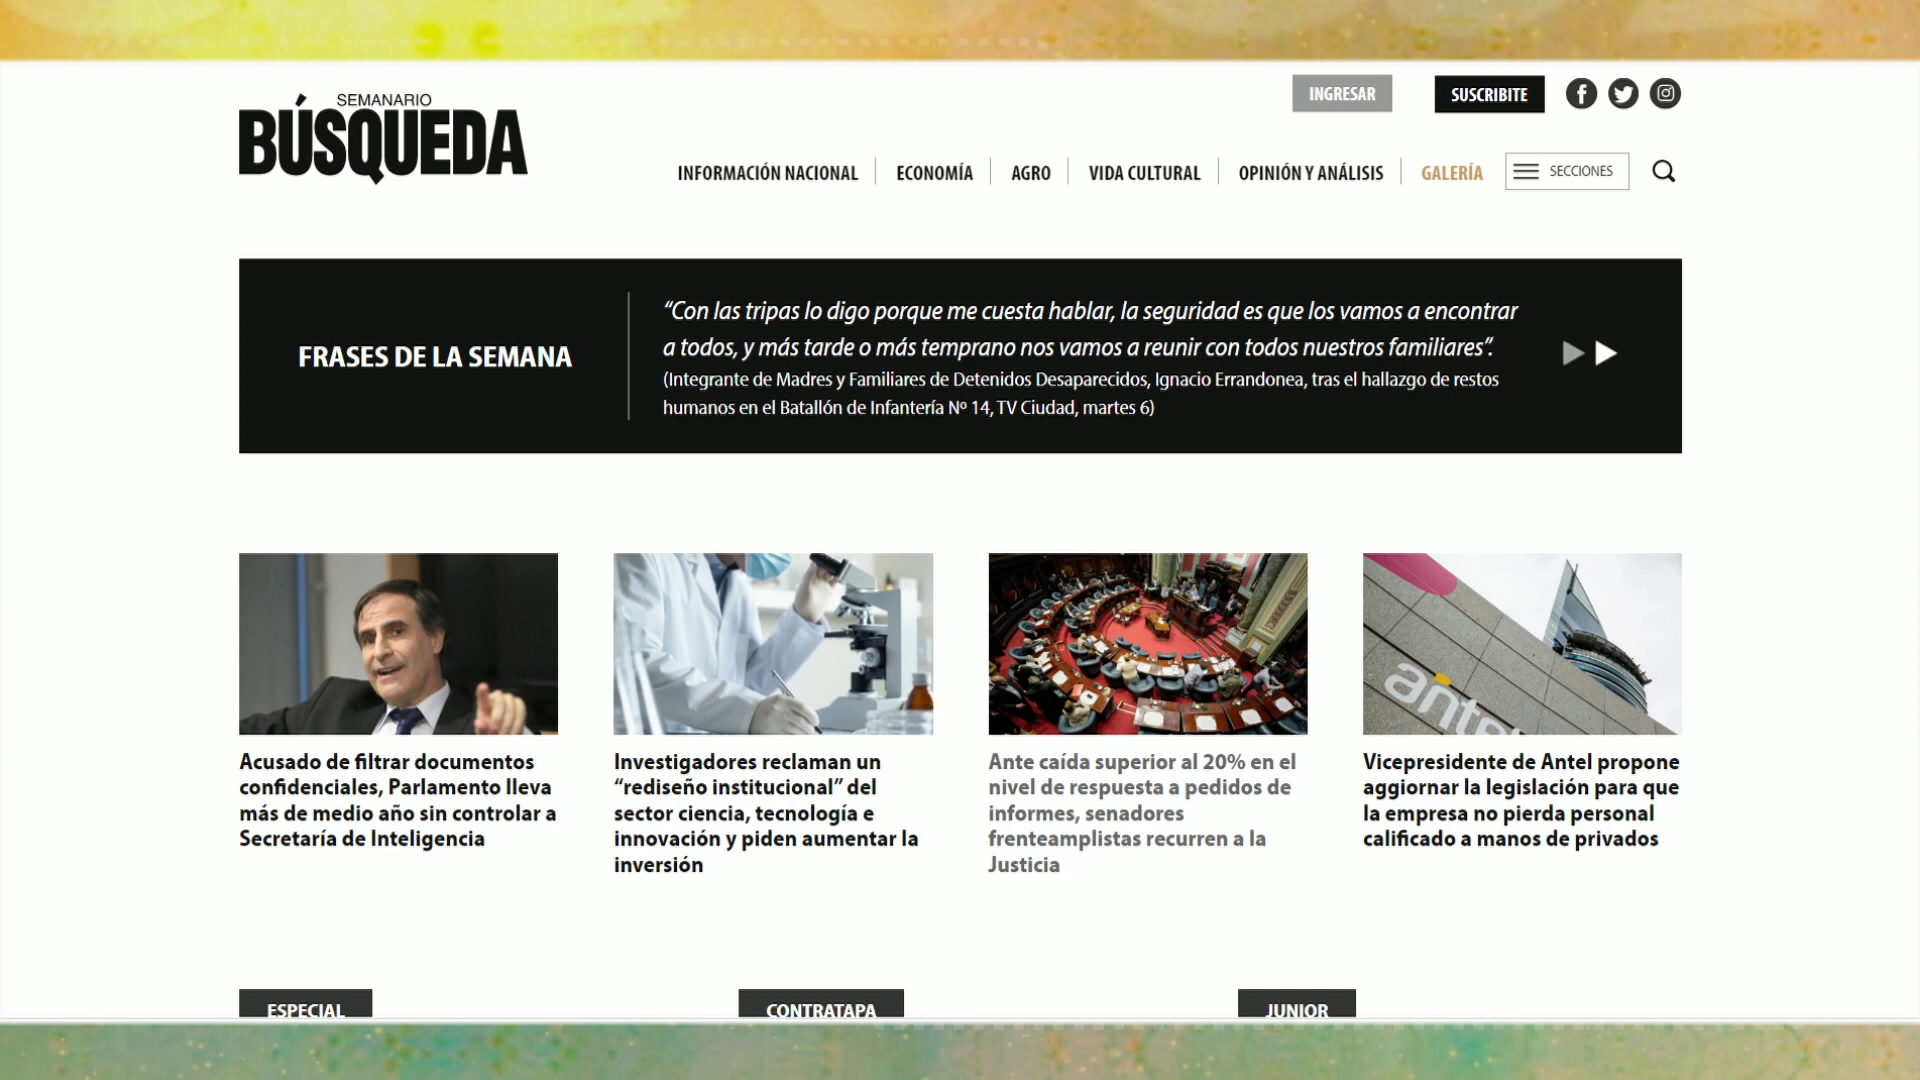 SEMANARIO
BÚSQUEDA
INGRESAR
SUSCRIBITE
INFORMACIÓN NACIONAL
ECONOMÍA
AGRO
VIDA CULTURAL
OPINIÓN Y ANÁLISIS
GALERÍA
SECCIONES
FRASES DE LA SEMANA
“Con las tripas lo digo porque me cuesta hablar, la seguridad es que los vamos a encontrar
a todos, y más tarde o más temprano nos vamos a reunir con todos nuestros familiares”.
(Integrante de Madres y Familiares de Detenidos Desaparecidos, Ignacio Errandonea, tras el hallazgo de restos
humanos en el Batallón de Infantería Nº 14, TV Ciudad, martes 6)
Acusado de filtrar documentos
confidenciales, Parlamento lleva
más de medio año sin controlar a
Secretaría de Inteligencia
Investigadores reclaman un
“rediseño institucional” del
sector ciencia, tecnología e
innovación y piden aumentar la
inversión
Ante caída superior al 20% en el
nivel de respuesta a pedidos de
informes, senadores
frenteamplistas recurren a la
Justicia
antel
Vicepresidente de Antel propone
aggiornar la legislación para que
la empresa no pierda personal
calificado a manos de privados
ESPECIAL
CONTRATAPA
JUNIOR